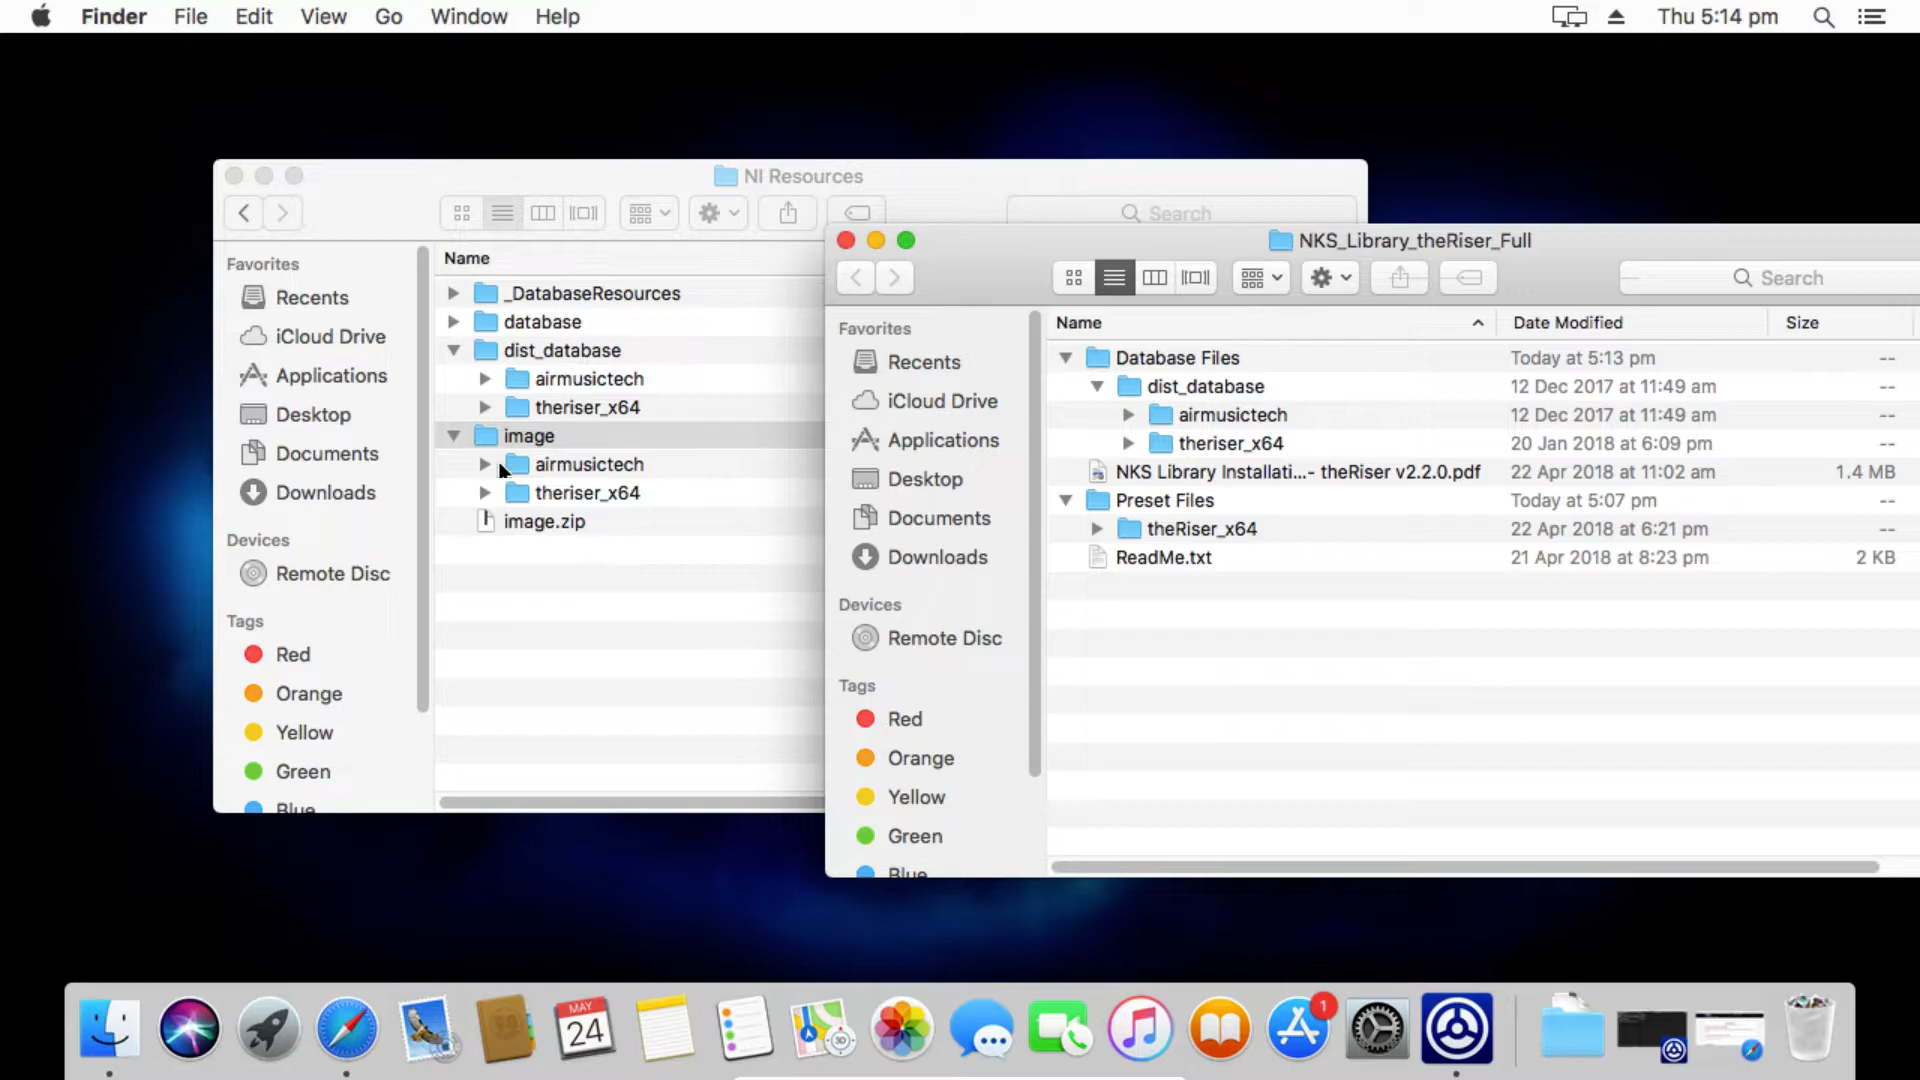 Finder File Edit View Go Window Help Thu 5:14 pm
NI Resources
Search
Favorites
Recents
iCloud Drive
Applications
Desktop
Documents
Downloads
Devices
Remote Disc
Tags
Red
Orange
Yellow
Green
Blue
Name
_DatabaseResources
database
dist_database
airmusictech
theriser_x64
image
airmusictech
theriser_x64
image.zip
NKS_Library_theRiser_Full
Search
Favorites
Recents
iCloud Drive
Applications
Desktop
Documents
Downloads
Devices
Remote Disc
Tags
Red
Orange
Yellow
Green
Blue
Name Date Modified Size
Database Files Today at 5:13 pm --
dist_database 12 Dec 2017 at 11:49 am --
airmusictech 12 Dec 2017 at 11:49 am --
theriser_x64 20 Jan 2018 at 6:09 pm --
NKS Library Installati...- theRiser v2.2.0.pdf 22 Apr 2018 at 11:02 am 1.4 MB
Preset Files Today at 5:07 pm --
theRiser_x64 22 Apr 2018 at 6:21 pm --
ReadMe.txt 21 Apr 2018 at 8:23 pm 2 KB
MAY
24
3D
1